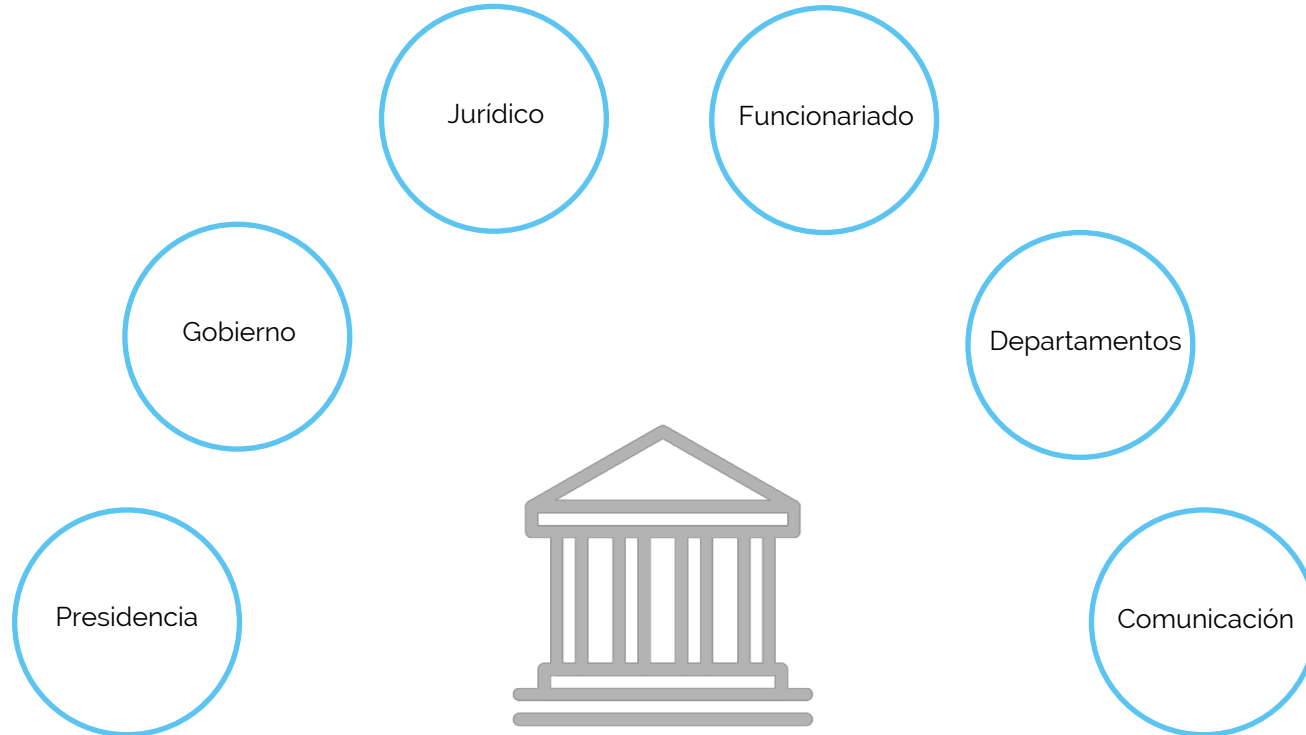 Jurídico
Funcionariado
Gobierno
Departamentos
Presidencia
Comunicación